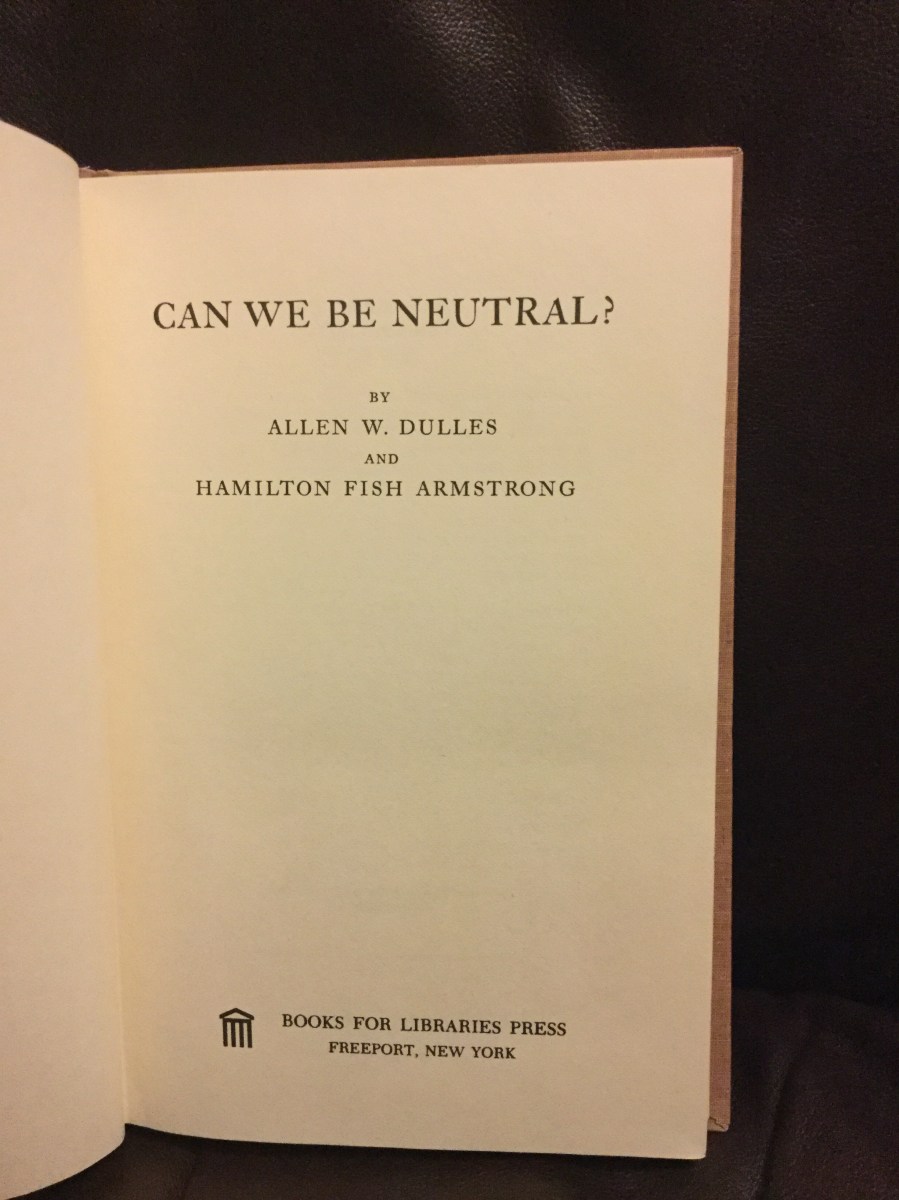 CAN WE BE NEUTRAL?
BY
ALLEN W. DULLES
AND
HAMILTON FISH ARMSTRONG
BOOKS FOR LIBRARIES PRESS
FREEPORT, NEW YORK